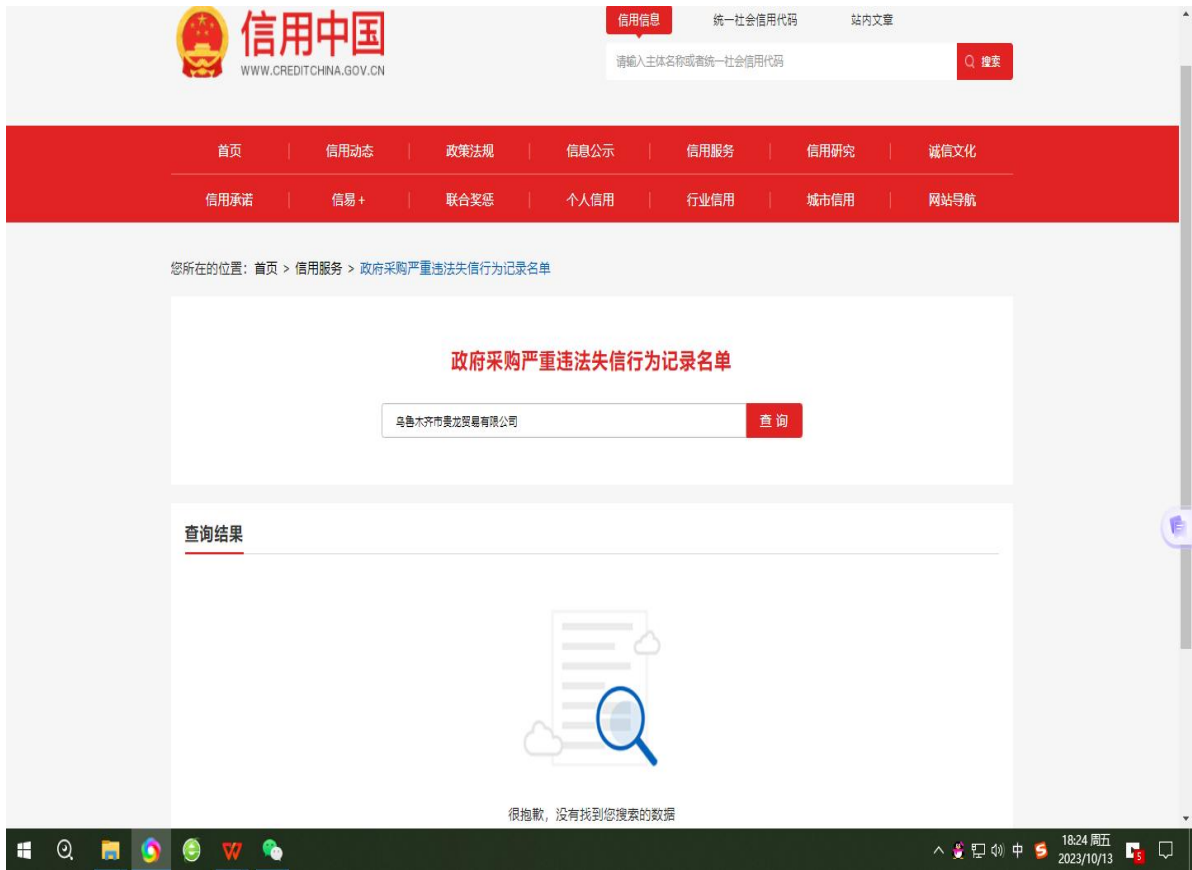 信用中国
WWW.CREDITCHINA.GOV.CN
信用信息 统一社会信用代码 站内文章
请输入主体名称或者统一社会信用代码 搜索
首页 信用动态 政策法规 信息公示 信用服务 信用研究 诚信文化
信用承诺 信易+ 联合奖惩 个人信用 行业信用 城市信用 网站导航
您所在的位置：首页 > 信用服务 > 政府采购严重违法失信行为记录名单
政府采购严重违法失信行为记录名单
乌鲁木齐市贵龙贸易有限公司 查询
查询结果
很抱歉，没有找到您搜索的数据
中 18:24 周五
2023/10/13 5